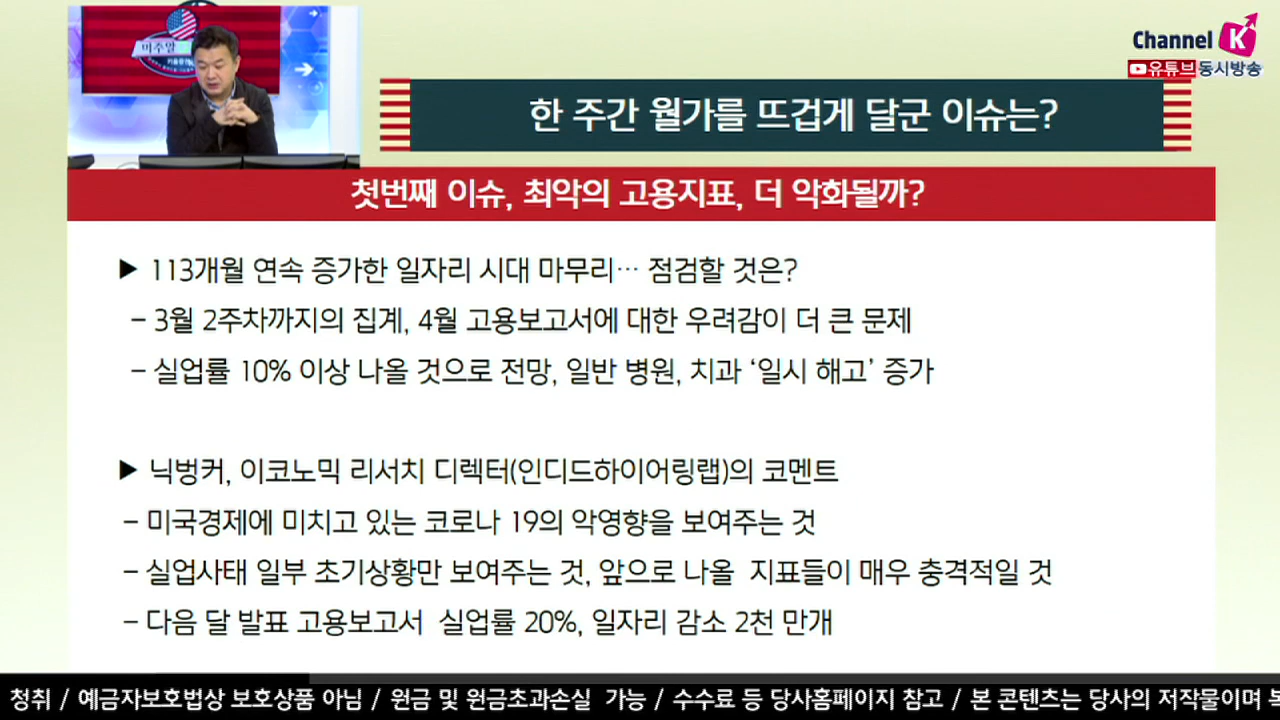 미주알
Channel K
유튜브 동시방송
한 주간 월가를 뜨겁게 달군 이슈는?
첫번째 이슈, 최악의 고용지표, 더 악화될까?
▶ 113개월 연속 증가한 일자리 시대 마무리… 점검할 것은?
– 3월 2주차까지의 집계, 4월 고용보고서에 대한 우려감이 더 큰 문제
– 실업률 10% 이상 나올 것으로 전망, 일반 병원, 치과 ‘일시 해고’ 증가
▶ 닉벙커, 이코노믹 리서치 디렉터(인디드하이어링랩)의 코멘트
– 미국경제에 미치고 있는 코로나 19의 악영향을 보여주는 것
– 실업사태 일부 초기상황만 보여주는 것, 앞으로 나올 지표들이 매우 충격적일 것
– 다음 달 발표 고용보고서 실업률 20%, 일자리 감소 2천 만개
청취 / 예금자보호법상 보호상품 아님 / 원금 및 원금초과손실 가능 / 수수료 등 당사홈페이지 참고 / 본 콘텐츠는 당사의 저작물이며